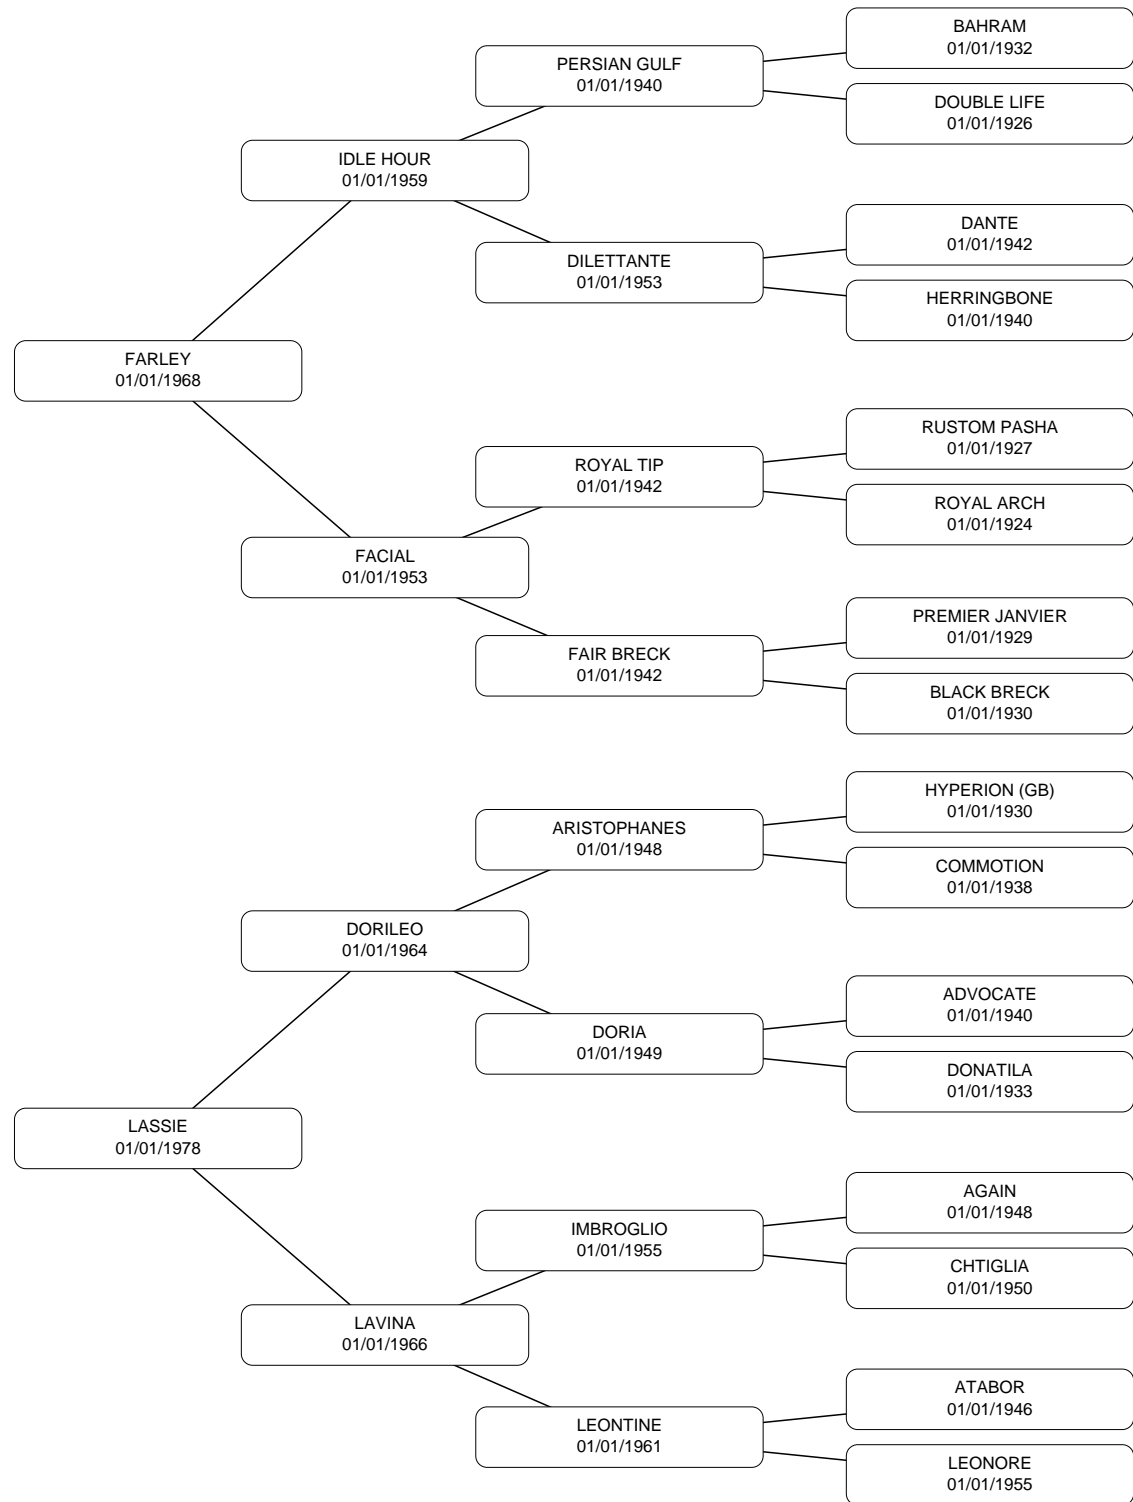 BAHRAM
01/01/1932
PERSIAN GULF
01/01/1940
DOUBLE LIFE
01/01/1926
IDLE HOUR
01/01/1959
DANTE
01/01/1942
DILETTANTE
01/01/1953
HERRINGBONE
01/01/1940
FARLEY
01/01/1968
RUSTOM PASHA
01/01/1927
ROYAL TIP
01/01/1942
ROYAL ARCH
01/01/1924
FACIAL
01/01/1953
PREMIER JANVIER
01/01/1929
FAIR BRECK
01/01/1942
BLACK BRECK
01/01/1930
HYPERION (GB)
01/01/1930
ARISTOPHANES
01/01/1948
COMMOTION
01/01/1938
DORILEO
01/01/1964
ADVOCATE
01/01/1940
DORIA
01/01/1949
DONATILA
01/01/1933
LASSIE
01/01/1978
AGAIN
01/01/1948
IMBROGLIO
01/01/1955
CHTIGLIA
01/01/1950
LAVINA
01/01/1966
ATABOR
01/01/1946
LEONTINE
01/01/1961
LEONORE
01/01/1955